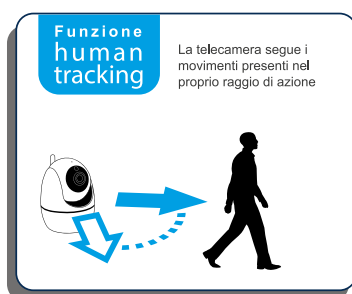 Funzione
human
tracking
La telecamera segue i
movimenti presenti nel
proprio raggio di azione